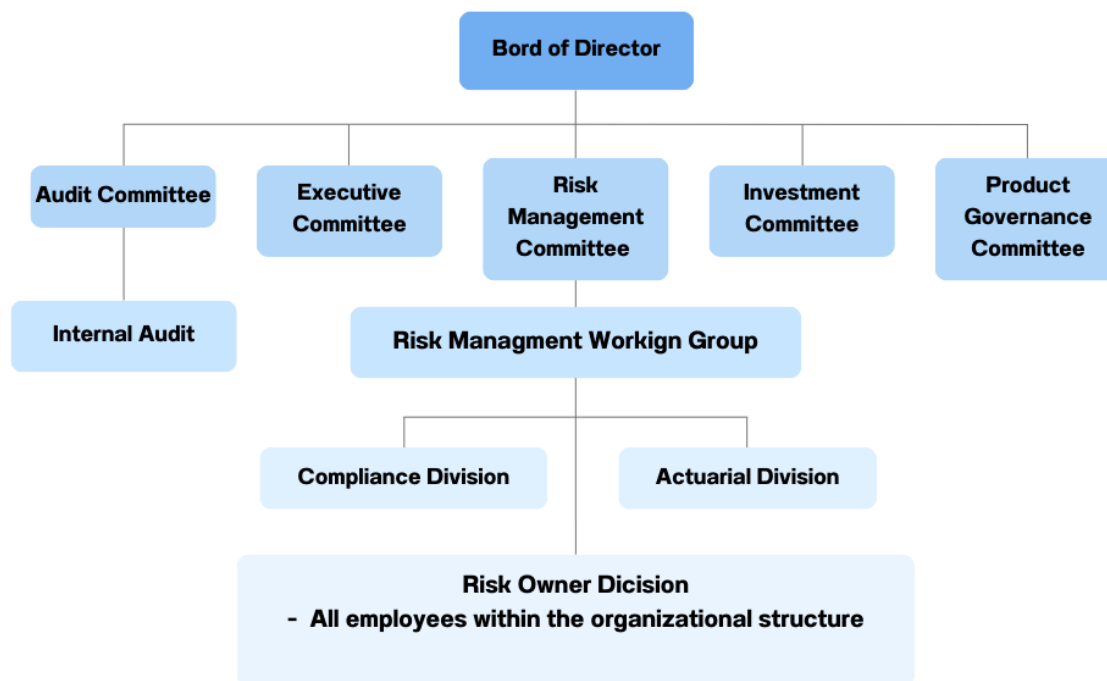 Bord of Director
Audit Committee
Executive
Committee
Risk
Management
Committee
Investment
Committee
Product
Governance
Committee
Internal Audit
Risk Managment Workign Group
Compliance Division
Actuarial Division
Risk Owner Dicision
- All employees within the organizational structure